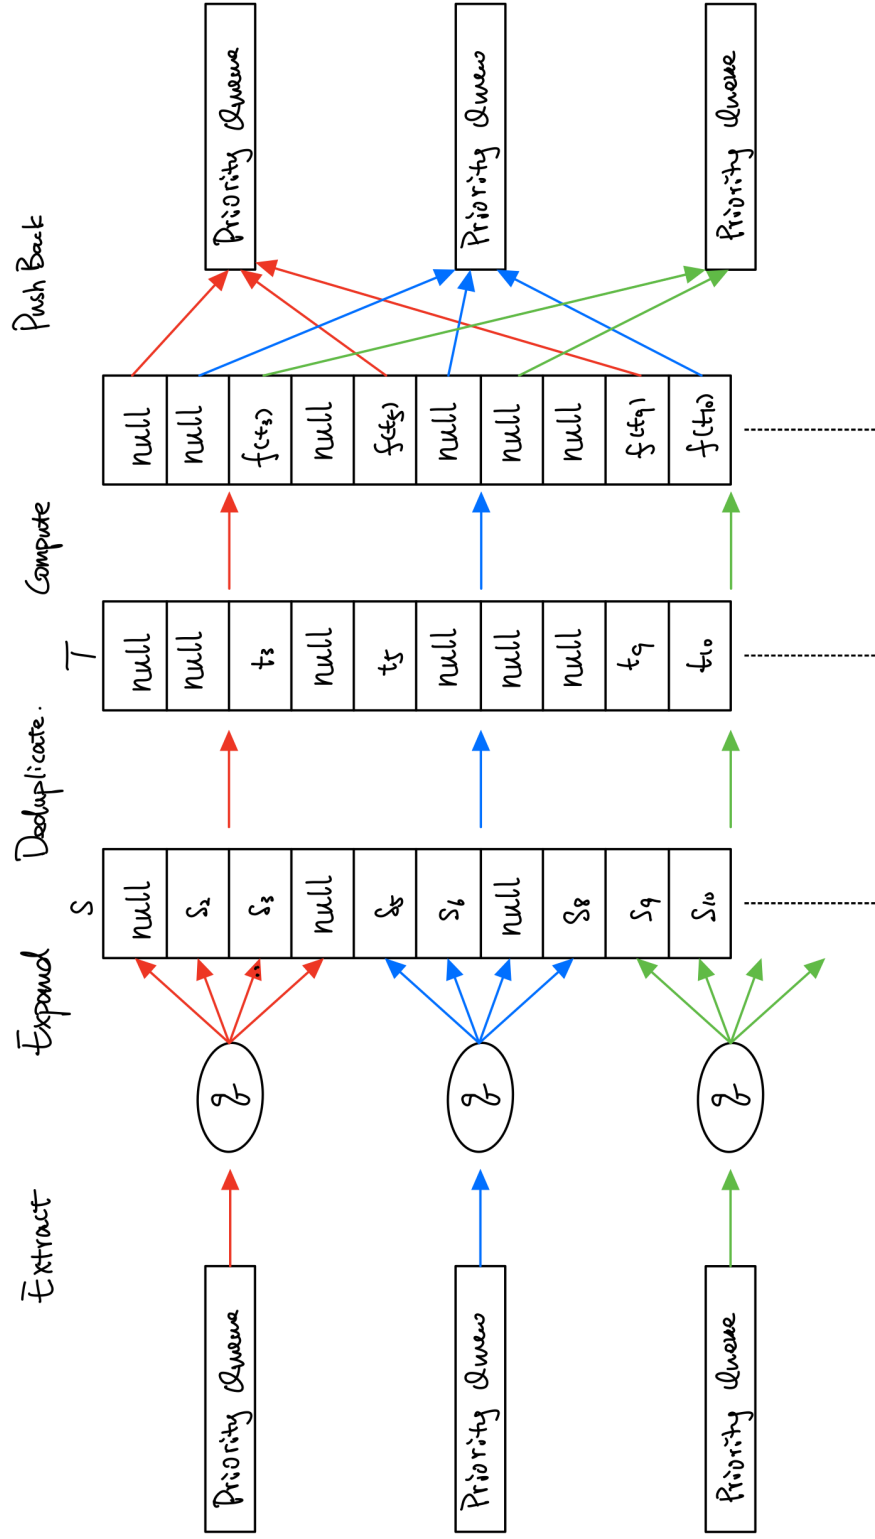 Extract
Expand
Deduplicate.
Compute
Push Back
Priority Queue
Priority Queue
Priority Queue
q
q
q
S
null
S2
S3
null
S5
S6
null
S8
S9
S10
T
null
null
t3
null
t5
null
null
null
t9
t10
null
null
f(t3)
null
f(t5)
null
null
null
f(t9)
f(t10)
Priority Queue
Priority Queue
Priority Queue